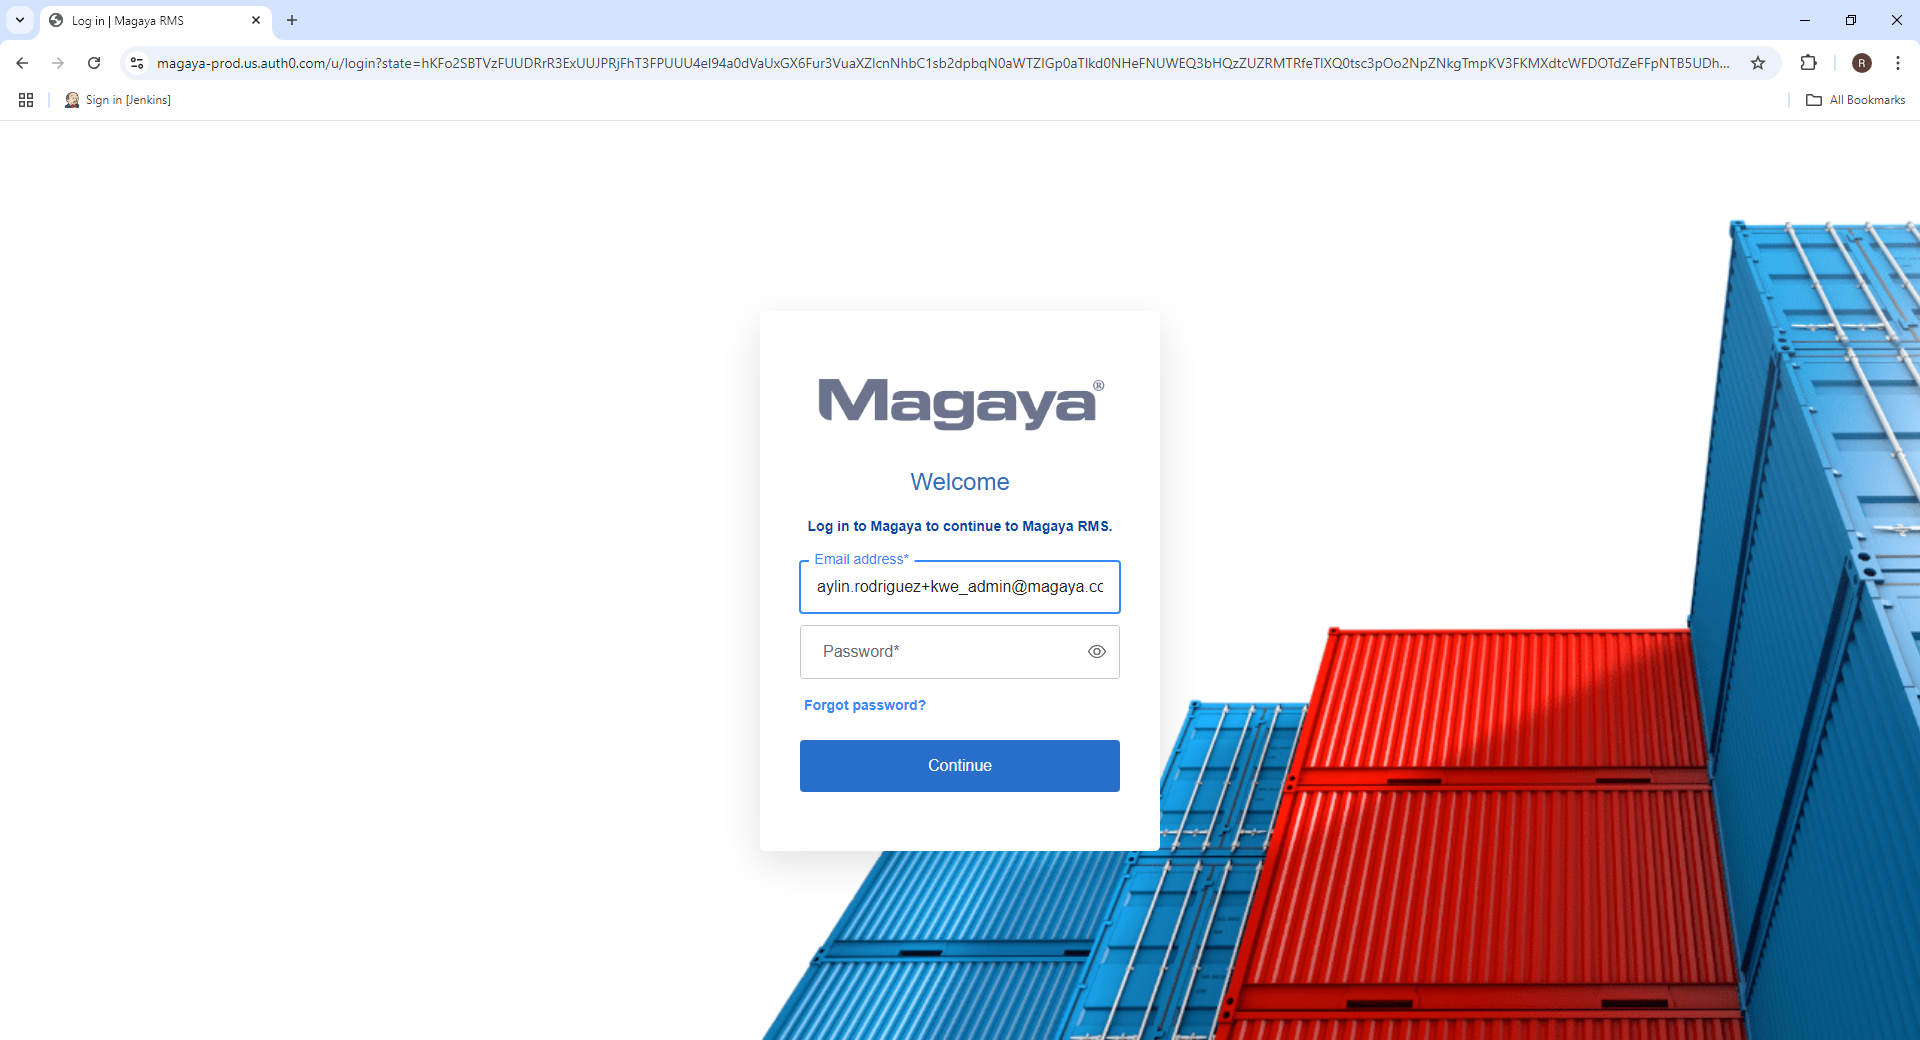 Log in | Magaya RMS
magaya-prod.us.auth0.com/u/login?state=hKFo2SBTVzFUUDRrR3ExUUJPRjFhT3FPUUU4eI94a0dVaUxGX6Fur3VuaXZlcnNhbC1sb2dpbqN0aWTZIGp0aTlkd0NHeFNUWEQ3bHQzZUZRMTRfeTlXQ0tsc3pOo2NpZNkgTmpKV3FKMXdtcWFDOTdZeFFpNTB5UDh...
Sign in [Jenkins]
All Bookmarks
R
Magaya®
Welcome
Log in to Magaya to continue to Magaya RMS.
Email address*
aylin.rodriguez+kwe_admin@magaya.cc
Password*
Forgot password?
Continue